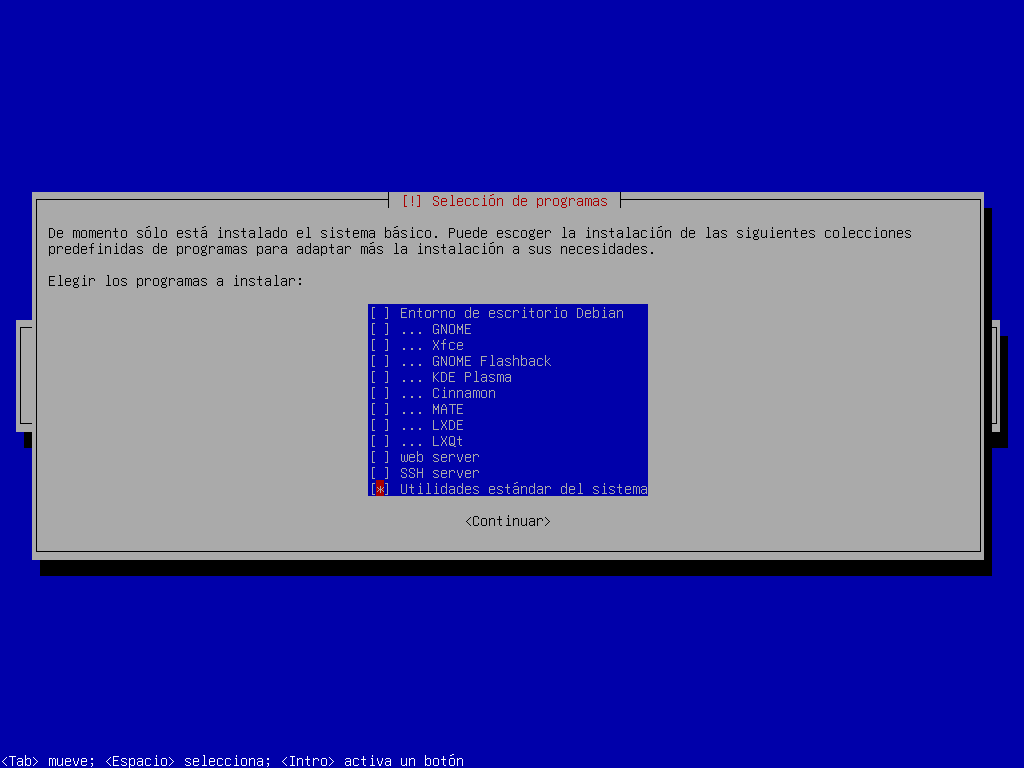 [!] Selección de programas
De momento sólo está instalado el sistema básico. Puede escoger la instalación de las siguientes colecciones
predefinidas de programas para adaptar más la instalación a sus necesidades.
Elegir los programas a instalar:
[ ] Entorno de escritorio Debian
[ ] ... GNOME
[ ] ... Xfce
[ ] ... GNOME Flashback
[ ] ... KDE Plasma
[ ] ... Cinnamon
[ ] ... MATE
[ ] ... LXDE
[ ] ... LXQt
[ ] web server
[ ] SSH server
[*] Utilidades estándar del sistema
<Continuar>
<Tab> mueve; <Espacio> selecciona; <Intro> activa un botón